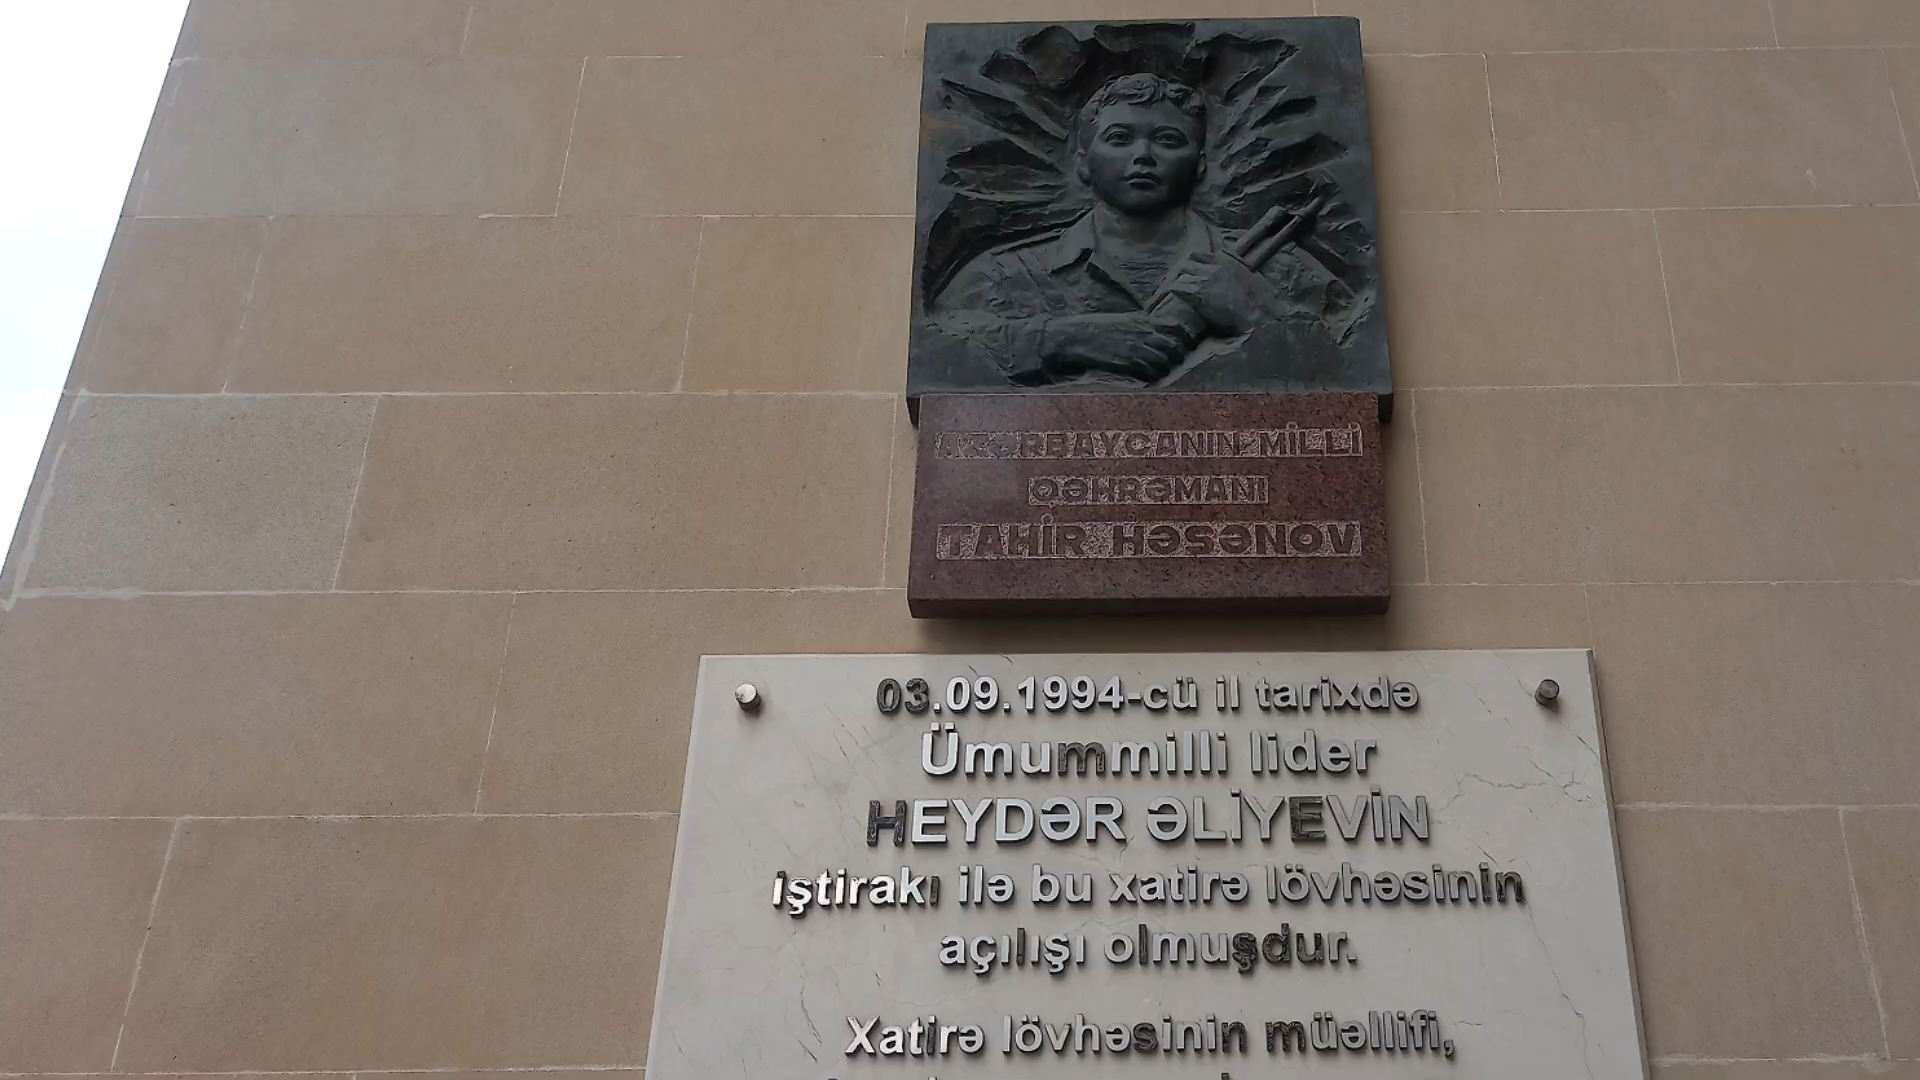 AZƏRBAYCANIN MİLLİ
QƏHRƏMANI
TAHİR HƏSƏNOV
03.09.1994-cü il tarixdə
Ümummilli lider
HEYDƏR ƏLİYEVİN
iştirakı ilə bu xatirə lövhəsinin
açılışı olmuşdur.
Xatirə lövhəsinin müəllifi,